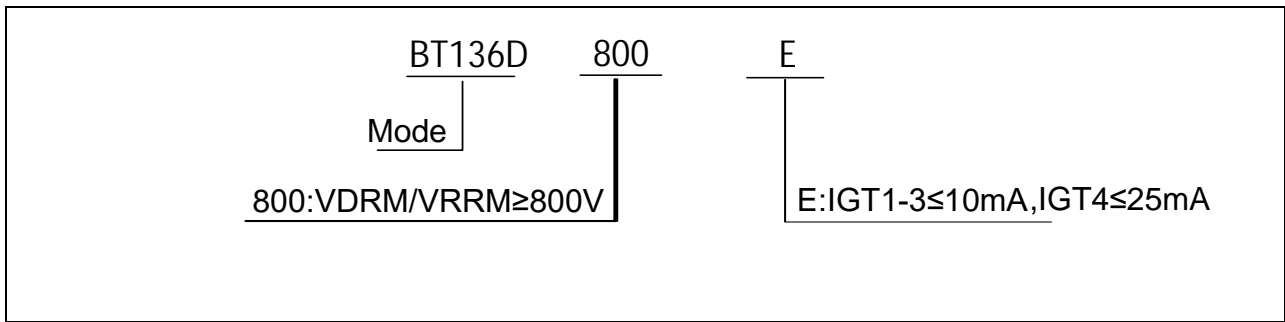 BT136D 800 E
Mode
800:VDRM/VRRM≥800V E:IGT1-3≤10mA,IGT4≤25mA